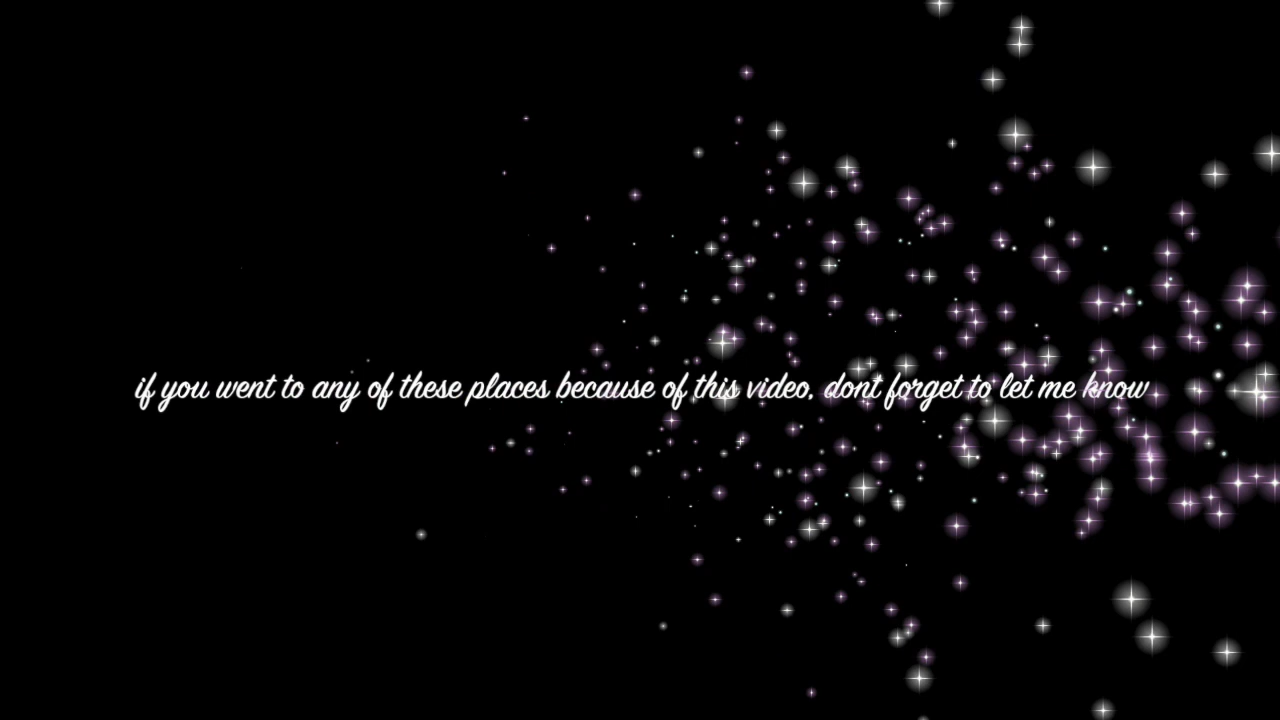 if you went to any of these places because of this video, dont forget to let me know